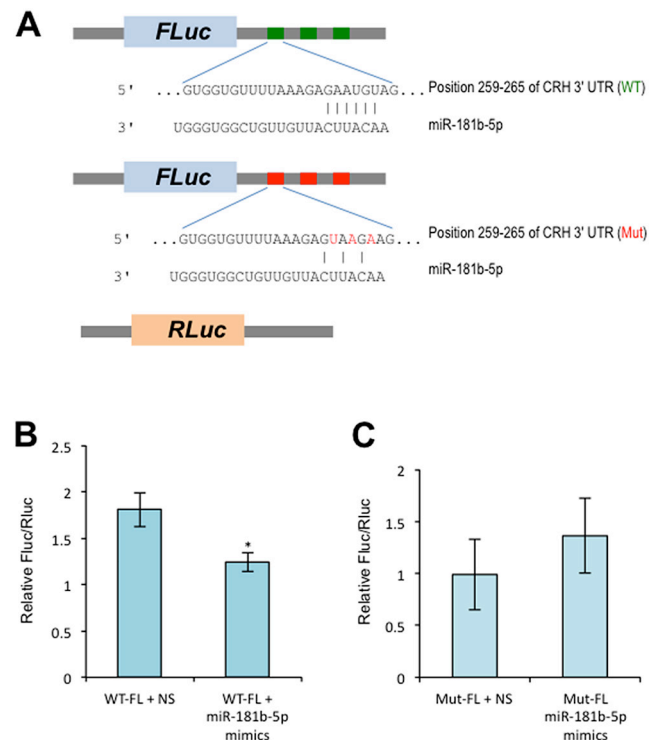 A
FLuc
5' ...GUGGUGUUUUAAAGAGAAUGUAG... Position 259-265 of CRH 3' UTR (WT)
3' UGGGUGGCUGUUGUUACUUACAA miR-181b-5p
FLuc
5' ...GUGGUGUUUUAAAGAGUAAGAAG... Position 259-265 of CRH 3' UTR (Mut)
3' UGGGUGGCUGUUGUUACUUACAA miR-181b-5p
RLuc
B
Relative Fluc/Rluc
2.5
2
1.5
1
0.5
0
*
WT-FL + NS
WT-FL +
miR-181b-5p
mimics
C
Relative Fluc/Rluc
2
1.5
1
0.5
0
Mut-FL + NS
Mut-FL
miR-181b-5p
mimics